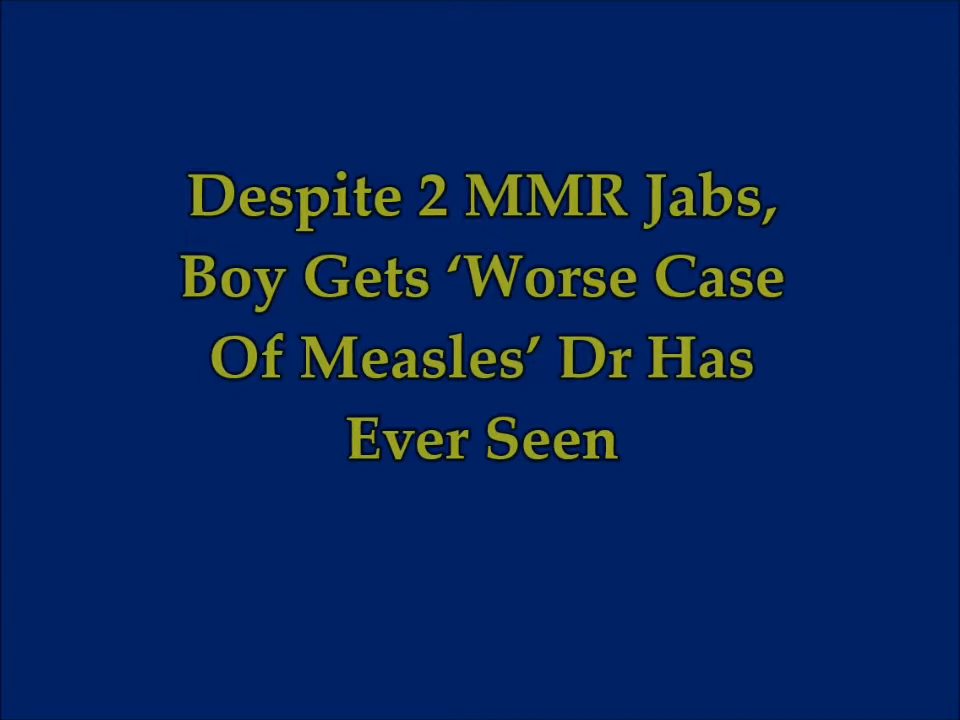 Despite 2 MMR Jabs,
Boy Gets ‘Worse Case
Of Measles’ Dr Has
Ever Seen